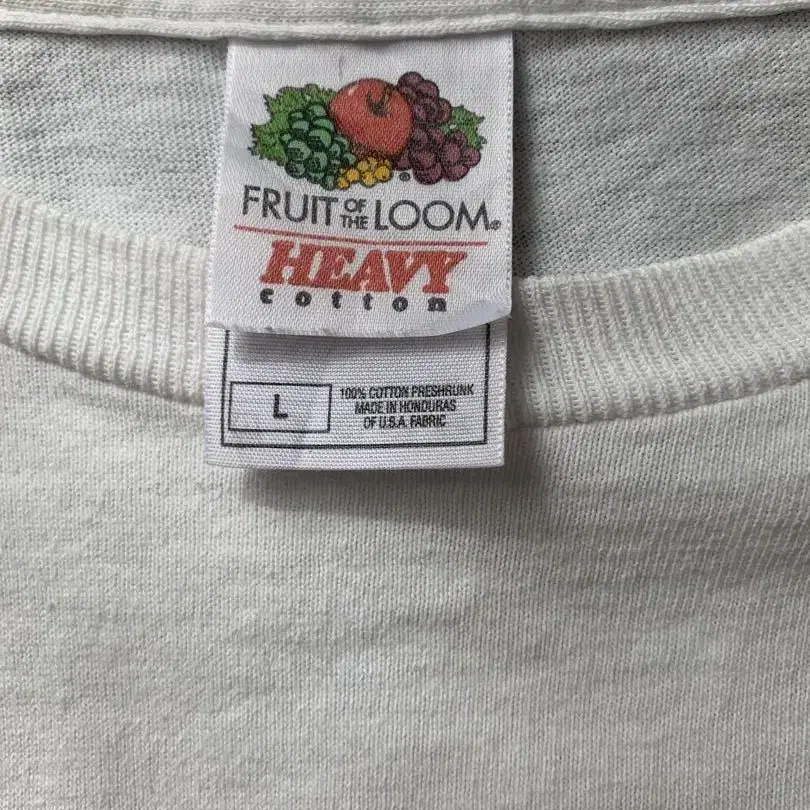 FRUIT OF THE LOOM®
HEAVY
cotton
L
100% COTTON PRESHRUNK
MADE IN HONDURAS
OF U.S.A. FABRIC